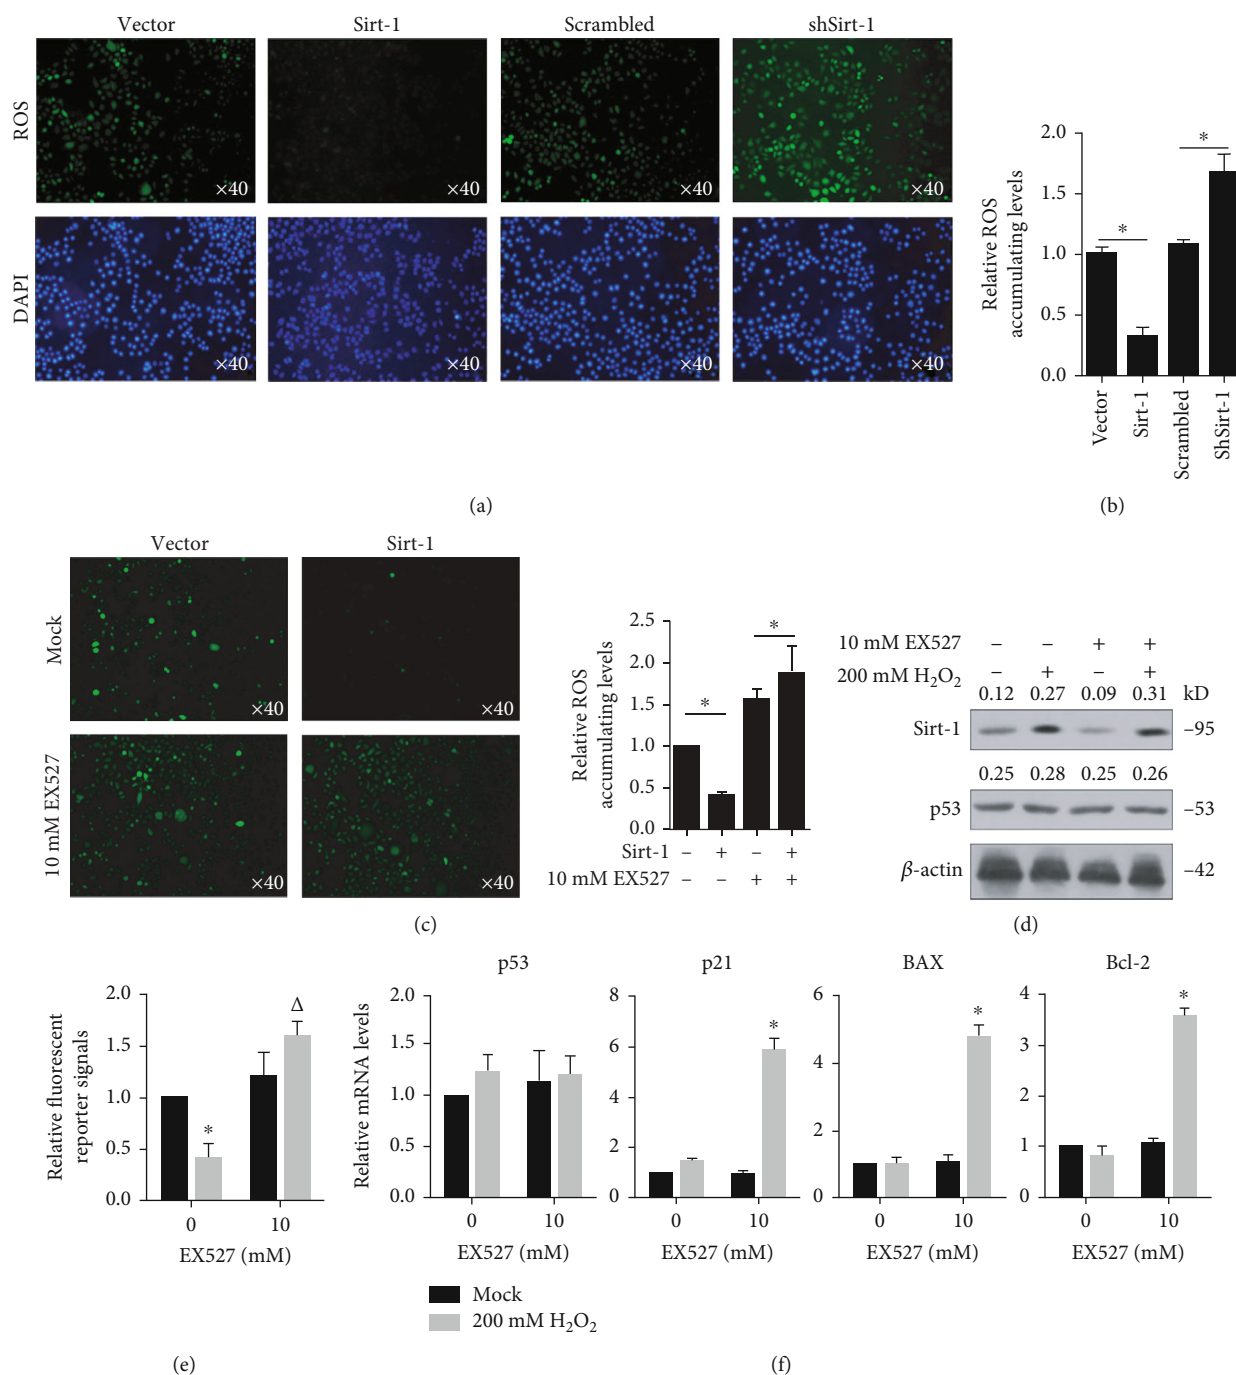 Vector Sirt-1 Scrambled shSirt-1
ROS
×40 ×40 ×40 ×40
DAPI
×40 ×40 ×40 ×40
(a)
Relative ROS
accumulating levels
2.0
1.5
1.0
0.5
0.0
* *
Vector Sirt-1 Scrambled ShSirt-1
(b)
Vector Sirt-1
Mock
×40 ×40
10 mM EX527
×40 ×40
Relative ROS
accumulating levels
2.5
2.0
1.5
1.0
0.5
0.0
* *
Sirt-1 – + – +
10 mM EX527 – – + +
(c)
10 mM EX527 – – + +
200 mM H₂O₂ – + – +
0.12 0.27 0.09 0.31 kD
Sirt-1 –95
0.25 0.28 0.25 0.26
p53 –53
β-actin –42
(d)
Relative fluorescent
reporter signals
2.0
1.5
1.0
0.5
0.0
* Δ
0 10
EX527 (mM)
(e)
p53
Relative mRNA levels
2.0
1.5
1.0
0.5
0.0
0 10
EX527 (mM)
p21
8
6
4
2
0
*
0 10
EX527 (mM)
BAX
6
4
2
0
*
0 10
EX527 (mM)
Bcl-2
4
3
2
1
0
*
0 10
EX527 (mM)
Mock
200 mM H₂O₂
(f)